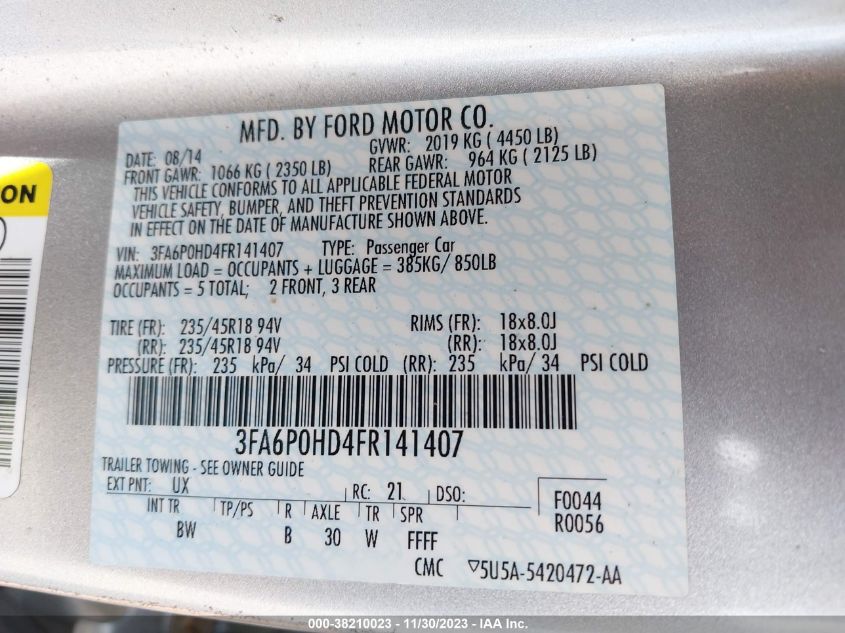 MFD. BY FORD MOTOR CO.
DATE: 08/14 GVWR: 2019 KG ( 4450 LB)
FRONT GAWR: 1066 KG ( 2350 LB) REAR GAWR: 964 KG ( 2125 LB)
THIS VEHICLE CONFORMS TO ALL APPLICABLE FEDERAL MOTOR
VEHICLE SAFETY, BUMPER, AND THEFT PREVENTION STANDARDS
IN EFFECT ON THE DATE OF MANUFACTURE SHOWN ABOVE.
VIN: 3FA6P0HD4FR141407 TYPE: Passenger Car
MAXIMUM LOAD = OCCUPANTS + LUGGAGE = 385KG/ 850LB
OCCUPANTS = 5 TOTAL; 2 FRONT, 3 REAR
TIRE (FR): 235/45R18 94V RIMS (FR): 18x8.0J
(RR): 235/45R18 94V (RR): 18x8.0J
PRESSURE (FR): 235 kPa/ 34 PSI COLD (RR): 235 kPa/ 34 PSI COLD
3FA6P0HD4FR141407
TRAILER TOWING - SEE OWNER GUIDE
EXT PNT: UX RC: 21 DSO:
INT TR TP/PS R AXLE TR SPR
BW B 30 W FFFF
F0044
R0056
CMC ▽5U5A-5420472-AA
ON
000-38210023 - 11/30/2023 - IAA Inc.